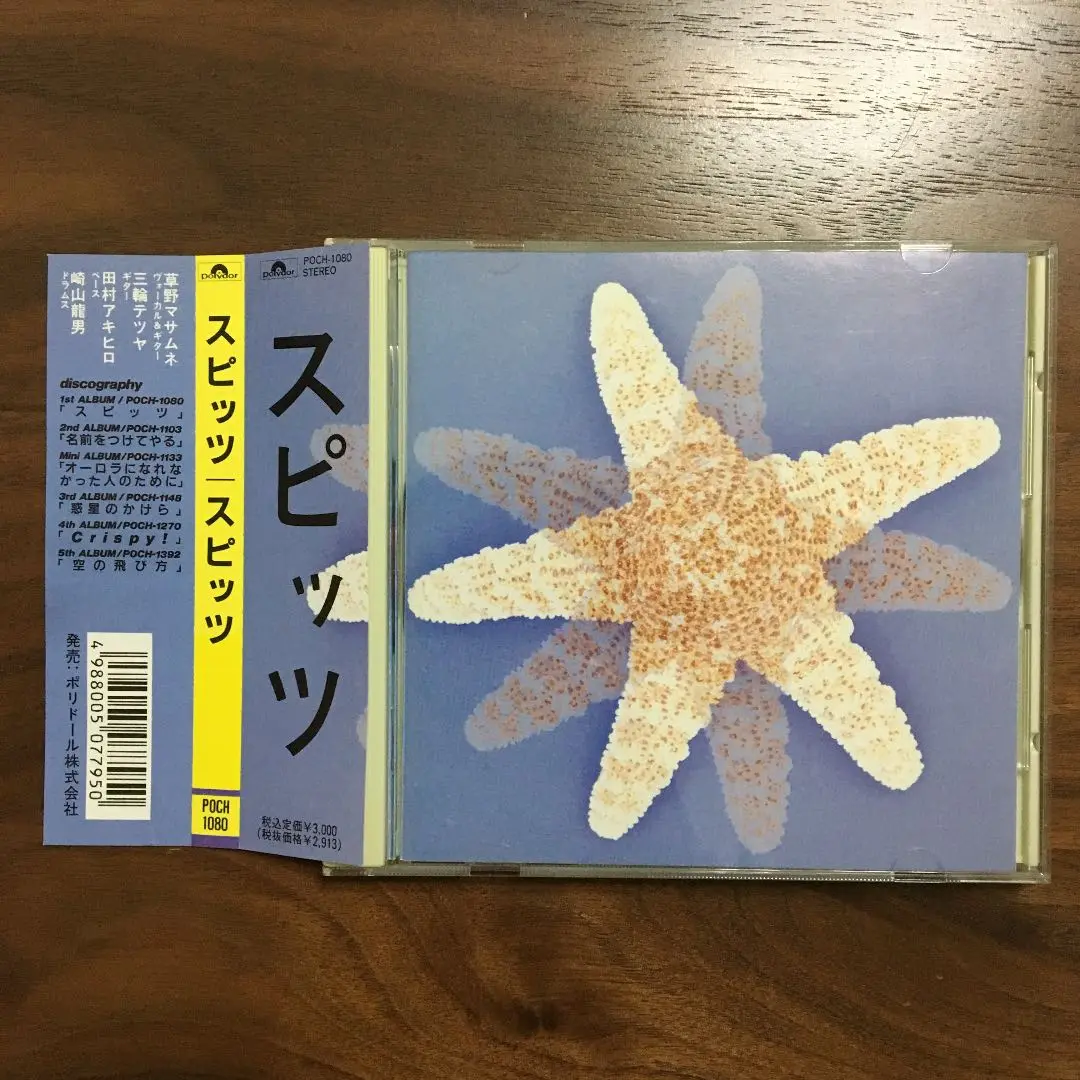 草野マサムネ
ヴォーカル&ギター
三輪テツヤ
ギター
田村アキヒロ
ベース
崎山龍男
ドラムス
discography
1st ALBUM / POCH-1080
「スピッツ」
2nd ALBUM/POCH-1103
「名前をつけてやる」
Mini ALBUM/POCH-1133
「オーロラになれな
かった人のために」
3rd ALBUM / POCH-1148
「惑星のかけら」
4th ALBUM/POCH-1270
「Crispy!」
5th ALBUM/POCH-1392
「空の飛び方」
発売:ポリドール株式会社
4988005077950
Polydor
スピッツ|スピッツ
POCH
1080
Polydor
POCH-1080
STEREO
スピッツ
税込定価¥3,000
(税抜価格¥2,913)